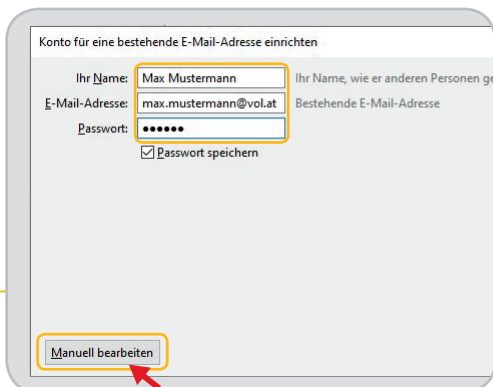 Konto für eine bestehende E-Mail-Adresse einrichten
Ihr Name: Max Mustermann Ihr Name, wie er anderen Personen ge
E-Mail-Adresse: max.mustermann@vol.at Bestehende E-Mail-Adresse
Passwort: ●●●●●●
Passwort speichern
Manuell bearbeiten